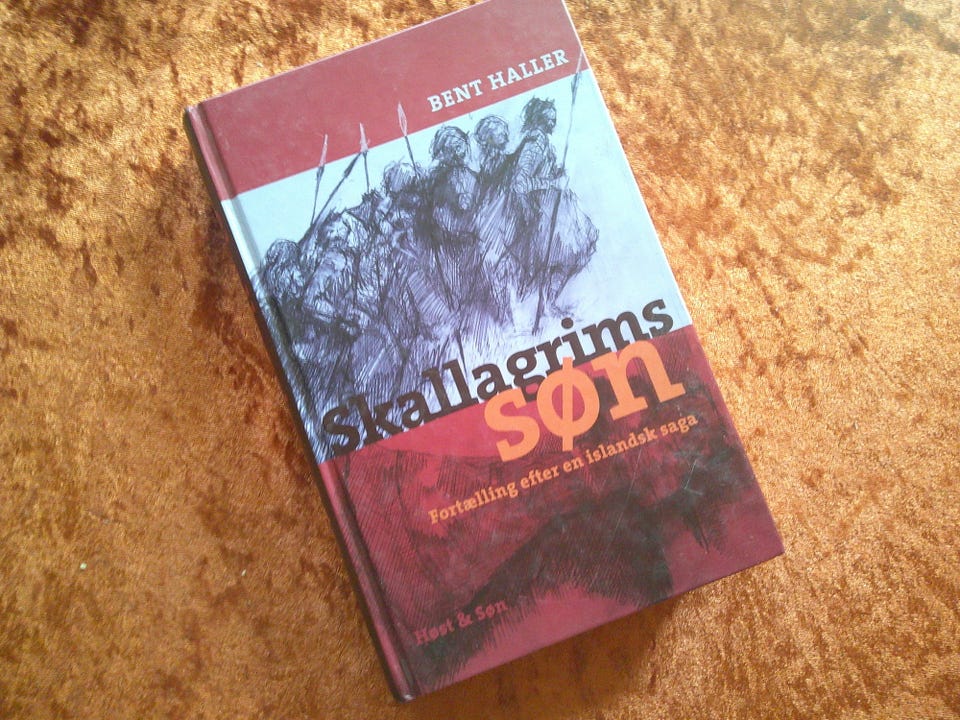 BENT HALLER
Skallagrims
søn
Fortælling efter en islandsk saga
Høst & Søn